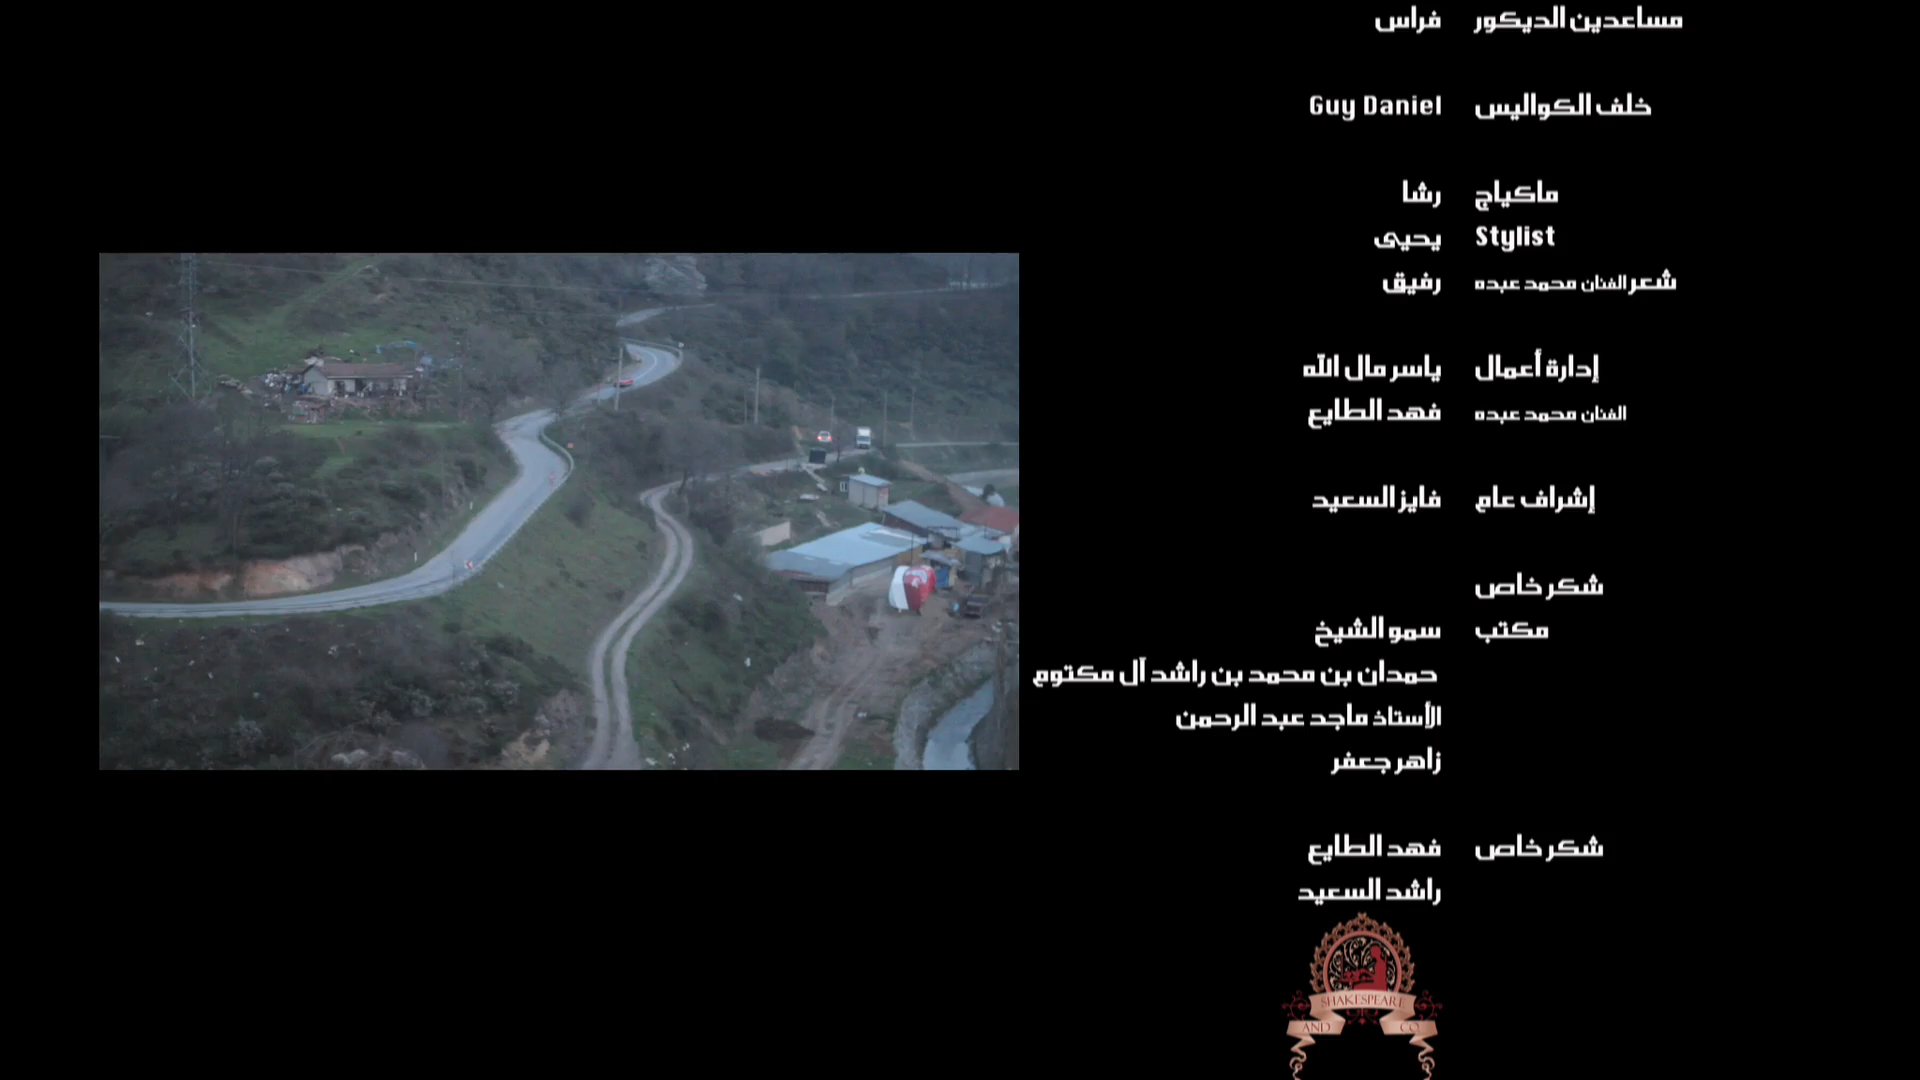 مساعدين الديكور فراس
خلف الكواليس Guy Daniel
ماكياج رشا
Stylist يحيى
شعر الفنان محمد عبده رفيق
إدارة أعمال ياسر مال الله
الفنان محمد عبده فهد الطايع
إشراف عام فايز السعيد
شكر خاص
مكتب سمو الشيخ
حمدان بن محمد بن راشد آل مكتوم
الأستاذ ماجد عبد الرحمن
زاهر جعفر
شكر خاص فهد الطايع
راشد السعيد
SHAKESPEARE
AND CO.